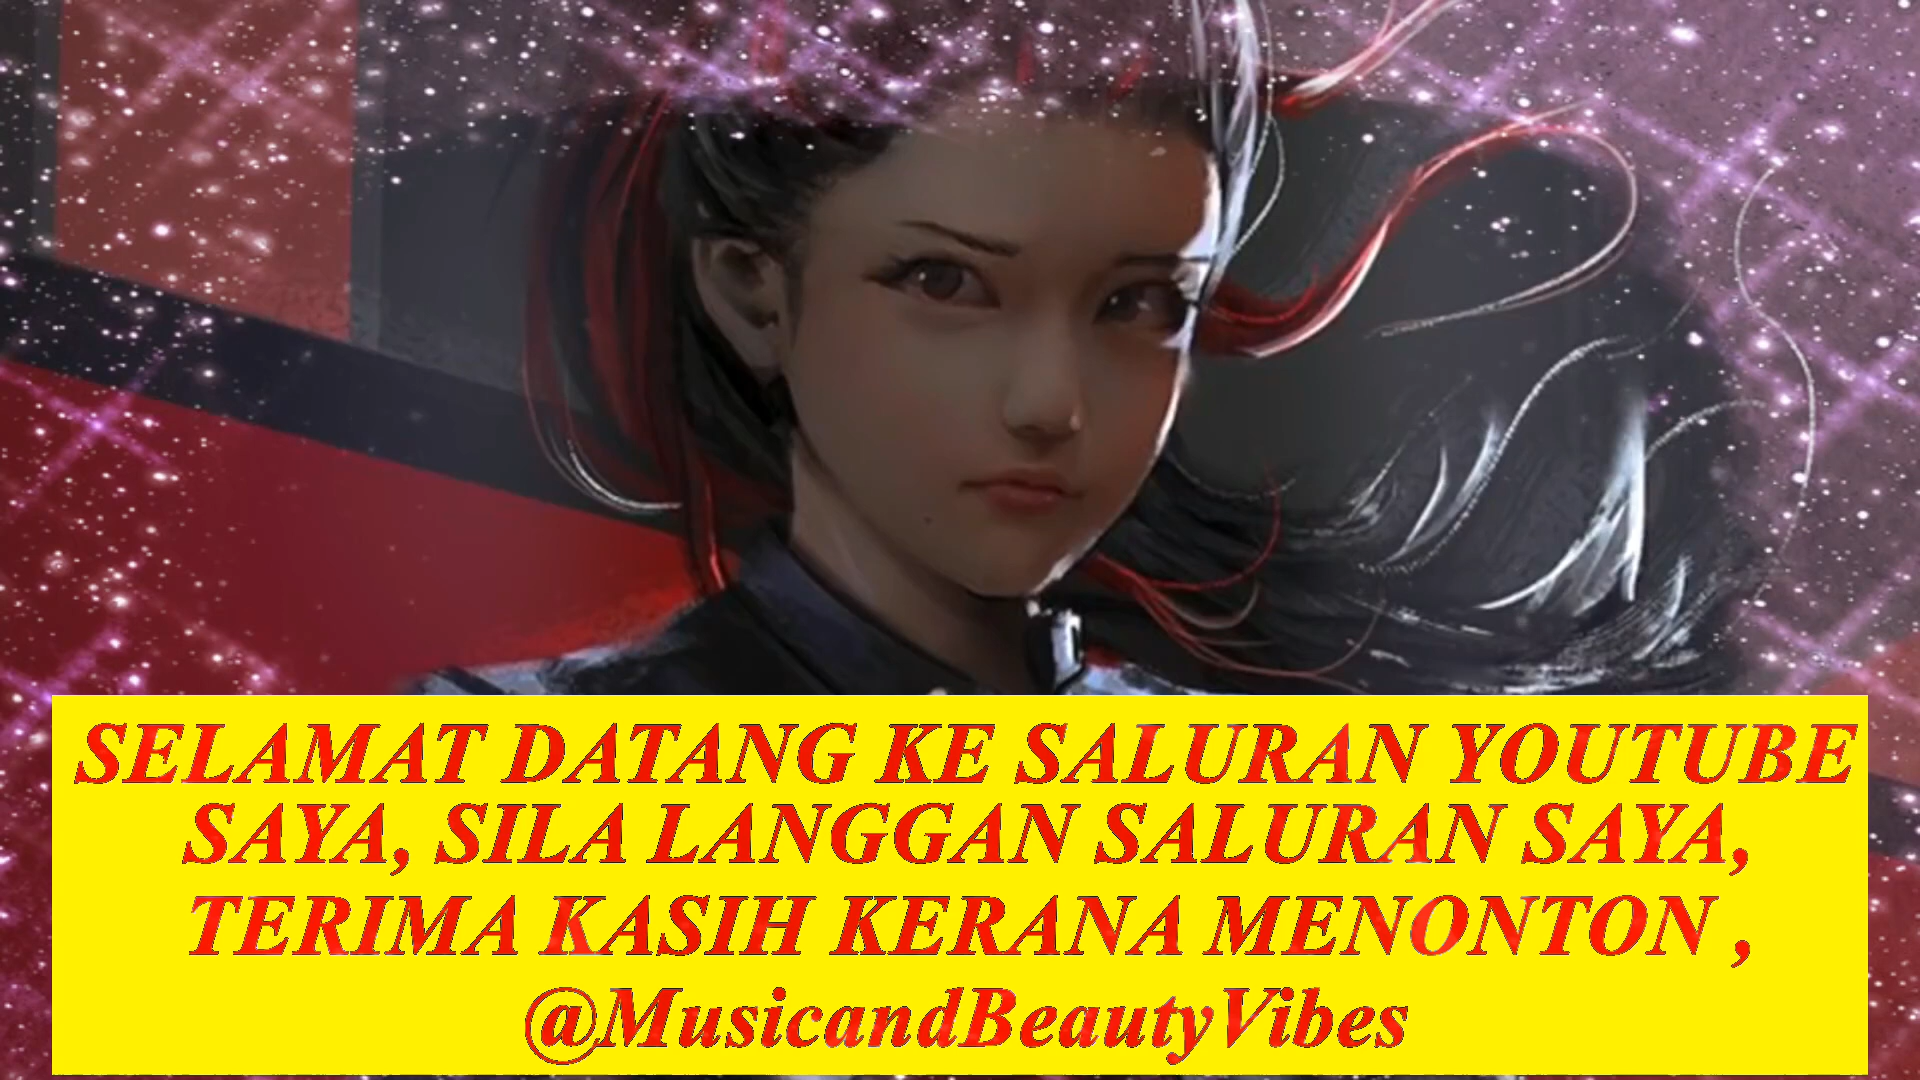 SELAMAT DATANG KE SALURAN YOUTUBE
SAYA, SILA LANGGAN SALURAN SAYA,
TERIMA KASIH KERANA MENONTON ,
@MusicandBeautyVibes